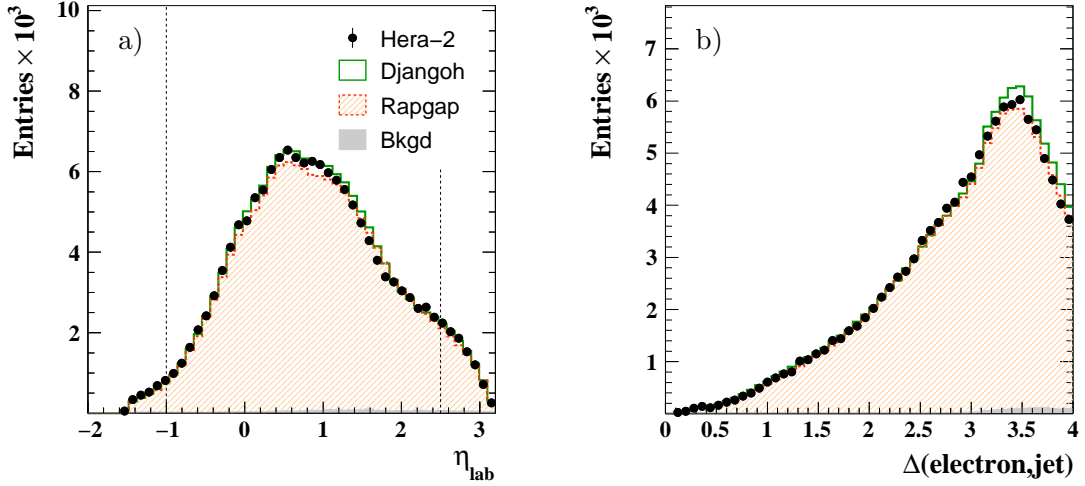 a)
Entries × 10³
10
8
6
4
2
Hera−2
Djangoh
Rapgap
Bkgd
−2 −1 0 1 2 3
η_lab
b)
Entries × 10³
7
6
5
4
3
2
1
0 0.5 1 1.5 2 2.5 3 3.5 4
Δ(electron,jet)